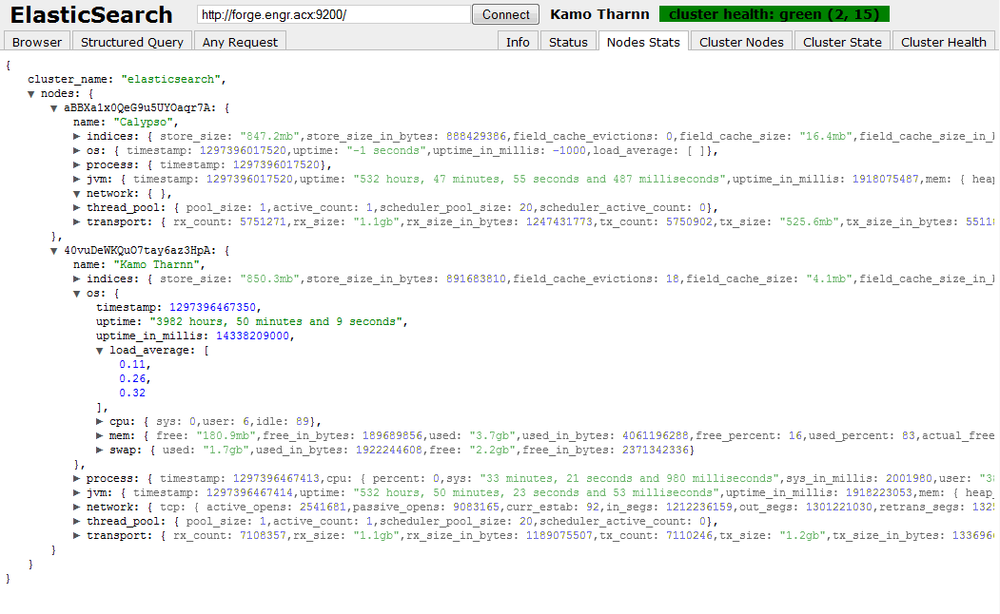 ElasticSearch http://forge.engr.acx:9200/ Connect Kamo Tharnn cluster health: green (2, 15)
Browser Structured Query Any Request Info Status Nodes Stats Cluster Nodes Cluster State Cluster Health
{
cluster_name: "elasticsearch",
▼ nodes: {
▼ aBBXa1x0QeG9u5UYOaqr7A: {
name: "Calypso",
▶ indices: { store_size: "847.2mb",store_size_in_bytes: 888429386,field_cache_evictions: 0,field_cache_size: "16.4mb",field_cache_size_in_
▶ os: { timestamp: 1297396017520,uptime: "-1 seconds",uptime_in_millis: -1000,load_average: [ ]},
▶ process: { timestamp: 1297396017520},
▶ jvm: { timestamp: 1297396017520,uptime: "532 hours, 47 minutes, 55 seconds and 487 milliseconds",uptime_in_millis: 1918075487,mem: { heap
▼ network: { },
▶ thread_pool: { pool_size: 1,active_count: 1,scheduler_pool_size: 20,scheduler_active_count: 0},
▶ transport: { rx_count: 5751271,rx_size: "1.1gb",rx_size_in_bytes: 1247431773,tx_count: 5750902,tx_size: "525.6mb",tx_size_in_bytes: 5511
},
▼ 40vuDeWKQuO7tay6az3HpA: {
name: "Kamo Tharnn",
▶ indices: { store_size: "850.3mb",store_size_in_bytes: 891683810,field_cache_evictions: 18,field_cache_size: "4.1mb",field_cache_size_in_
▼ os: {
timestamp: 1297396467350,
uptime: "3982 hours, 50 minutes and 9 seconds",
uptime_in_millis: 14338209000,
▼ load_average: [
0.11,
0.26,
0.32
],
▶ cpu: { sys: 0,user: 6,idle: 89},
▶ mem: { free: "180.9mb",free_in_bytes: 189689856,used: "3.7gb",used_in_bytes: 4061196288,free_percent: 16,used_percent: 83,actual_free
▶ swap: { used: "1.7gb",used_in_bytes: 1922244608,free: "2.2gb",free_in_bytes: 2371342336}
},
▶ process: { timestamp: 1297396467413,cpu: { percent: 0,sys: "33 minutes, 21 seconds and 980 milliseconds",sys_in_millis: 2001980,user: "3
▶ jvm: { timestamp: 1297396467414,uptime: "532 hours, 50 minutes, 23 seconds and 53 milliseconds",uptime_in_millis: 1918223053,mem: { heap_
▶ network: { tcp: { active_opens: 2541681,passive_opens: 9083165,curr_estab: 92,in_segs: 1212236159,out_segs: 1301221030,retrans_segs: 132
▶ thread_pool: { pool_size: 1,active_count: 1,scheduler_pool_size: 20,scheduler_active_count: 0},
▶ transport: { rx_count: 7108357,rx_size: "1.1gb",rx_size_in_bytes: 1189075507,tx_count: 7110246,tx_size: "1.2gb",tx_size_in_bytes: 133696
}
}
}